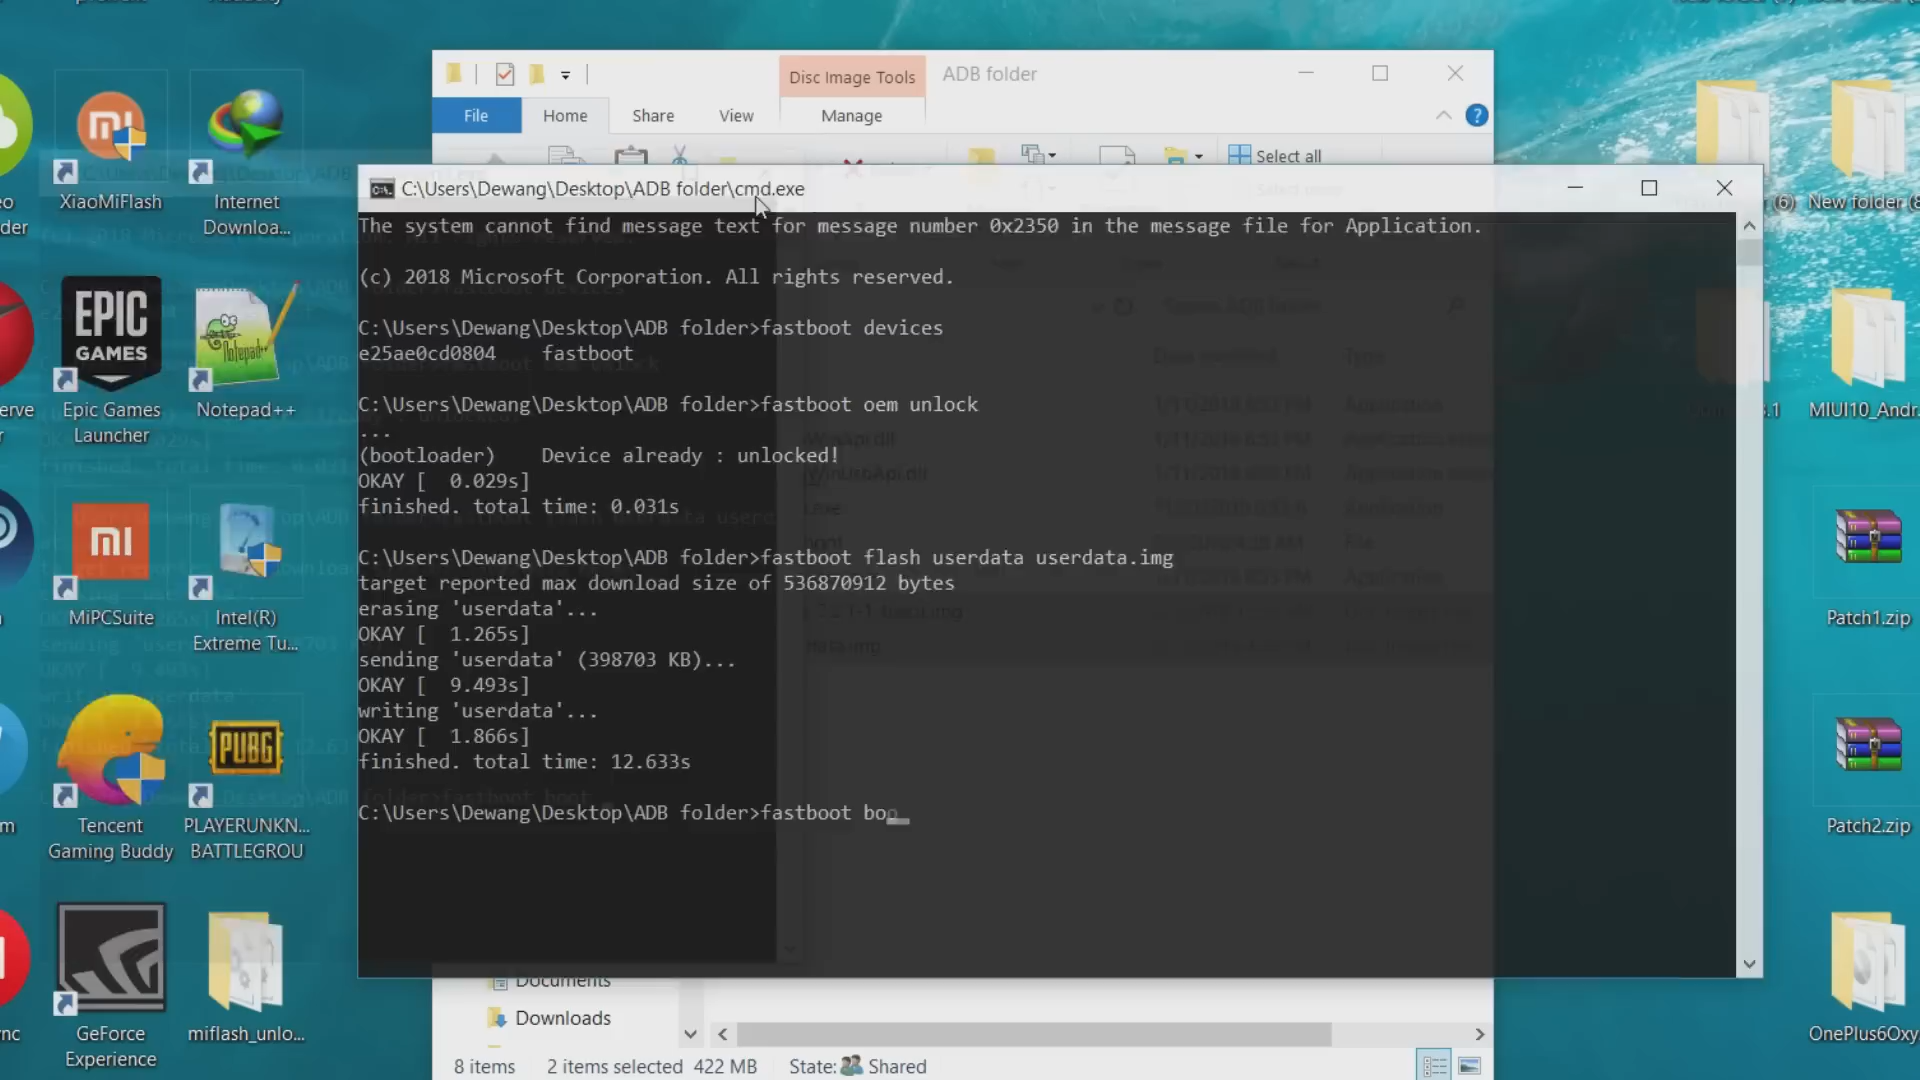 Disc Image Tools
ADB folder
File
Home
Share
View
Manage
Select all
C:\Users\Dewang\Desktop\ADB folder\cmd.exe
The system cannot find message text for message number 0x2350 in the message file for Application.
(c) 2018 Microsoft Corporation. All rights reserved.
C:\Users\Dewang\Desktop\ADB folder>fastboot devices
e25ae0cd0804    fastboot
C:\Users\Dewang\Desktop\ADB folder>fastboot oem unlock
...
(bootloader)    Device already : unlocked!
OKAY [  0.029s]
finished. total time: 0.031s
C:\Users\Dewang\Desktop\ADB folder>fastboot flash userdata userdata.img
target reported max download size of 536870912 bytes
erasing 'userdata'...
OKAY [  1.265s]
sending 'userdata' (398703 KB)...
OKAY [  9.493s]
writing 'userdata'...
OKAY [  1.866s]
finished. total time: 12.633s
C:\Users\Dewang\Desktop\ADB folder>fastboot boo
Documents
Downloads
8 items
2 items selected 422 MB
State:
Shared
XiaoMiFlash
Internet
Downloa...
EPIC
GAMES
Epic Games
Launcher
Notepad++
MiPCSuite
Intel(R)
Extreme Tu...
Tencent
Gaming Buddy
PUBG
PLAYERUNKN...
BATTLEGROU
GeForce
Experience
miflash_unlo...
(6)
New folder (8
MIUI10_Andr.
Patch1.zip
Patch2.zip
OnePlus6Oxy.